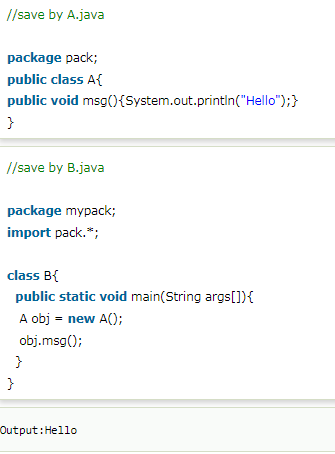 //save by A.java
package pack;
public class A{
public void msg(){System.out.println("Hello");}
}
//save by B.java
package mypack;
import pack.*;
class B{
public static void main(String args[]){
A obj = new A();
obj.msg();
}
}
Output:Hello